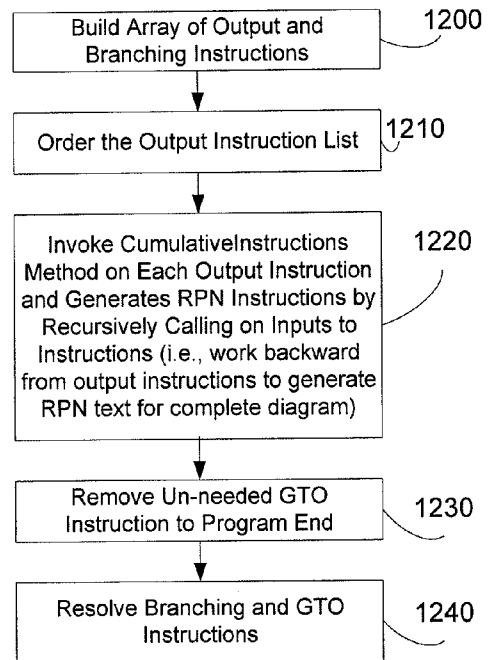 Build Array of Output and
Branching Instructions
1200
Order the Output Instruction List
1210
Invoke CumulativeInstructions
Method on Each Output Instruction
and Generates RPN Instructions by
Recursively Calling on Inputs to
Instructions (i.e., work backward
from output instructions to generate
RPN text for complete diagram)
1220
Remove Un-needed GTO
Instruction to Program End
1230
Resolve Branching and GTO
Instructions
1240